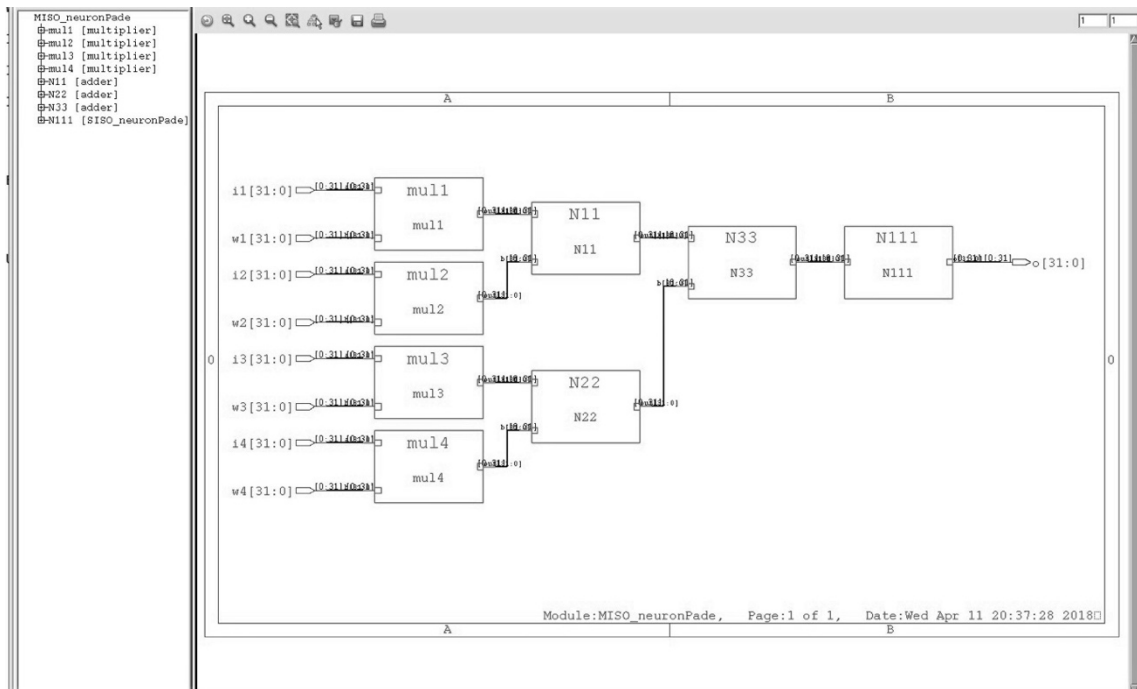 MISO_neuronPade
mul1 [multiplier]
mul2 [multiplier]
mul3 [multiplier]
mul4 [multiplier]
N11 [adder]
N22 [adder]
N33 [adder]
N111 [SISO_neuronPade]
1 1
A B
i1[31:0]
w1[31:0]
mul1
mul1
i2[31:0]
w2[31:0]
mul2
mul2
i3[31:0]
w3[31:0]
mul3
mul3
i4[31:0]
w4[31:0]
mul4
mul4
N11
N11
N22
N22
N33
N33
N111
N111
o[31:0]
0 0
Module:MISO_neuronPade, Page:1 of 1, Date:Wed Apr 11 20:37:28 2018
A B